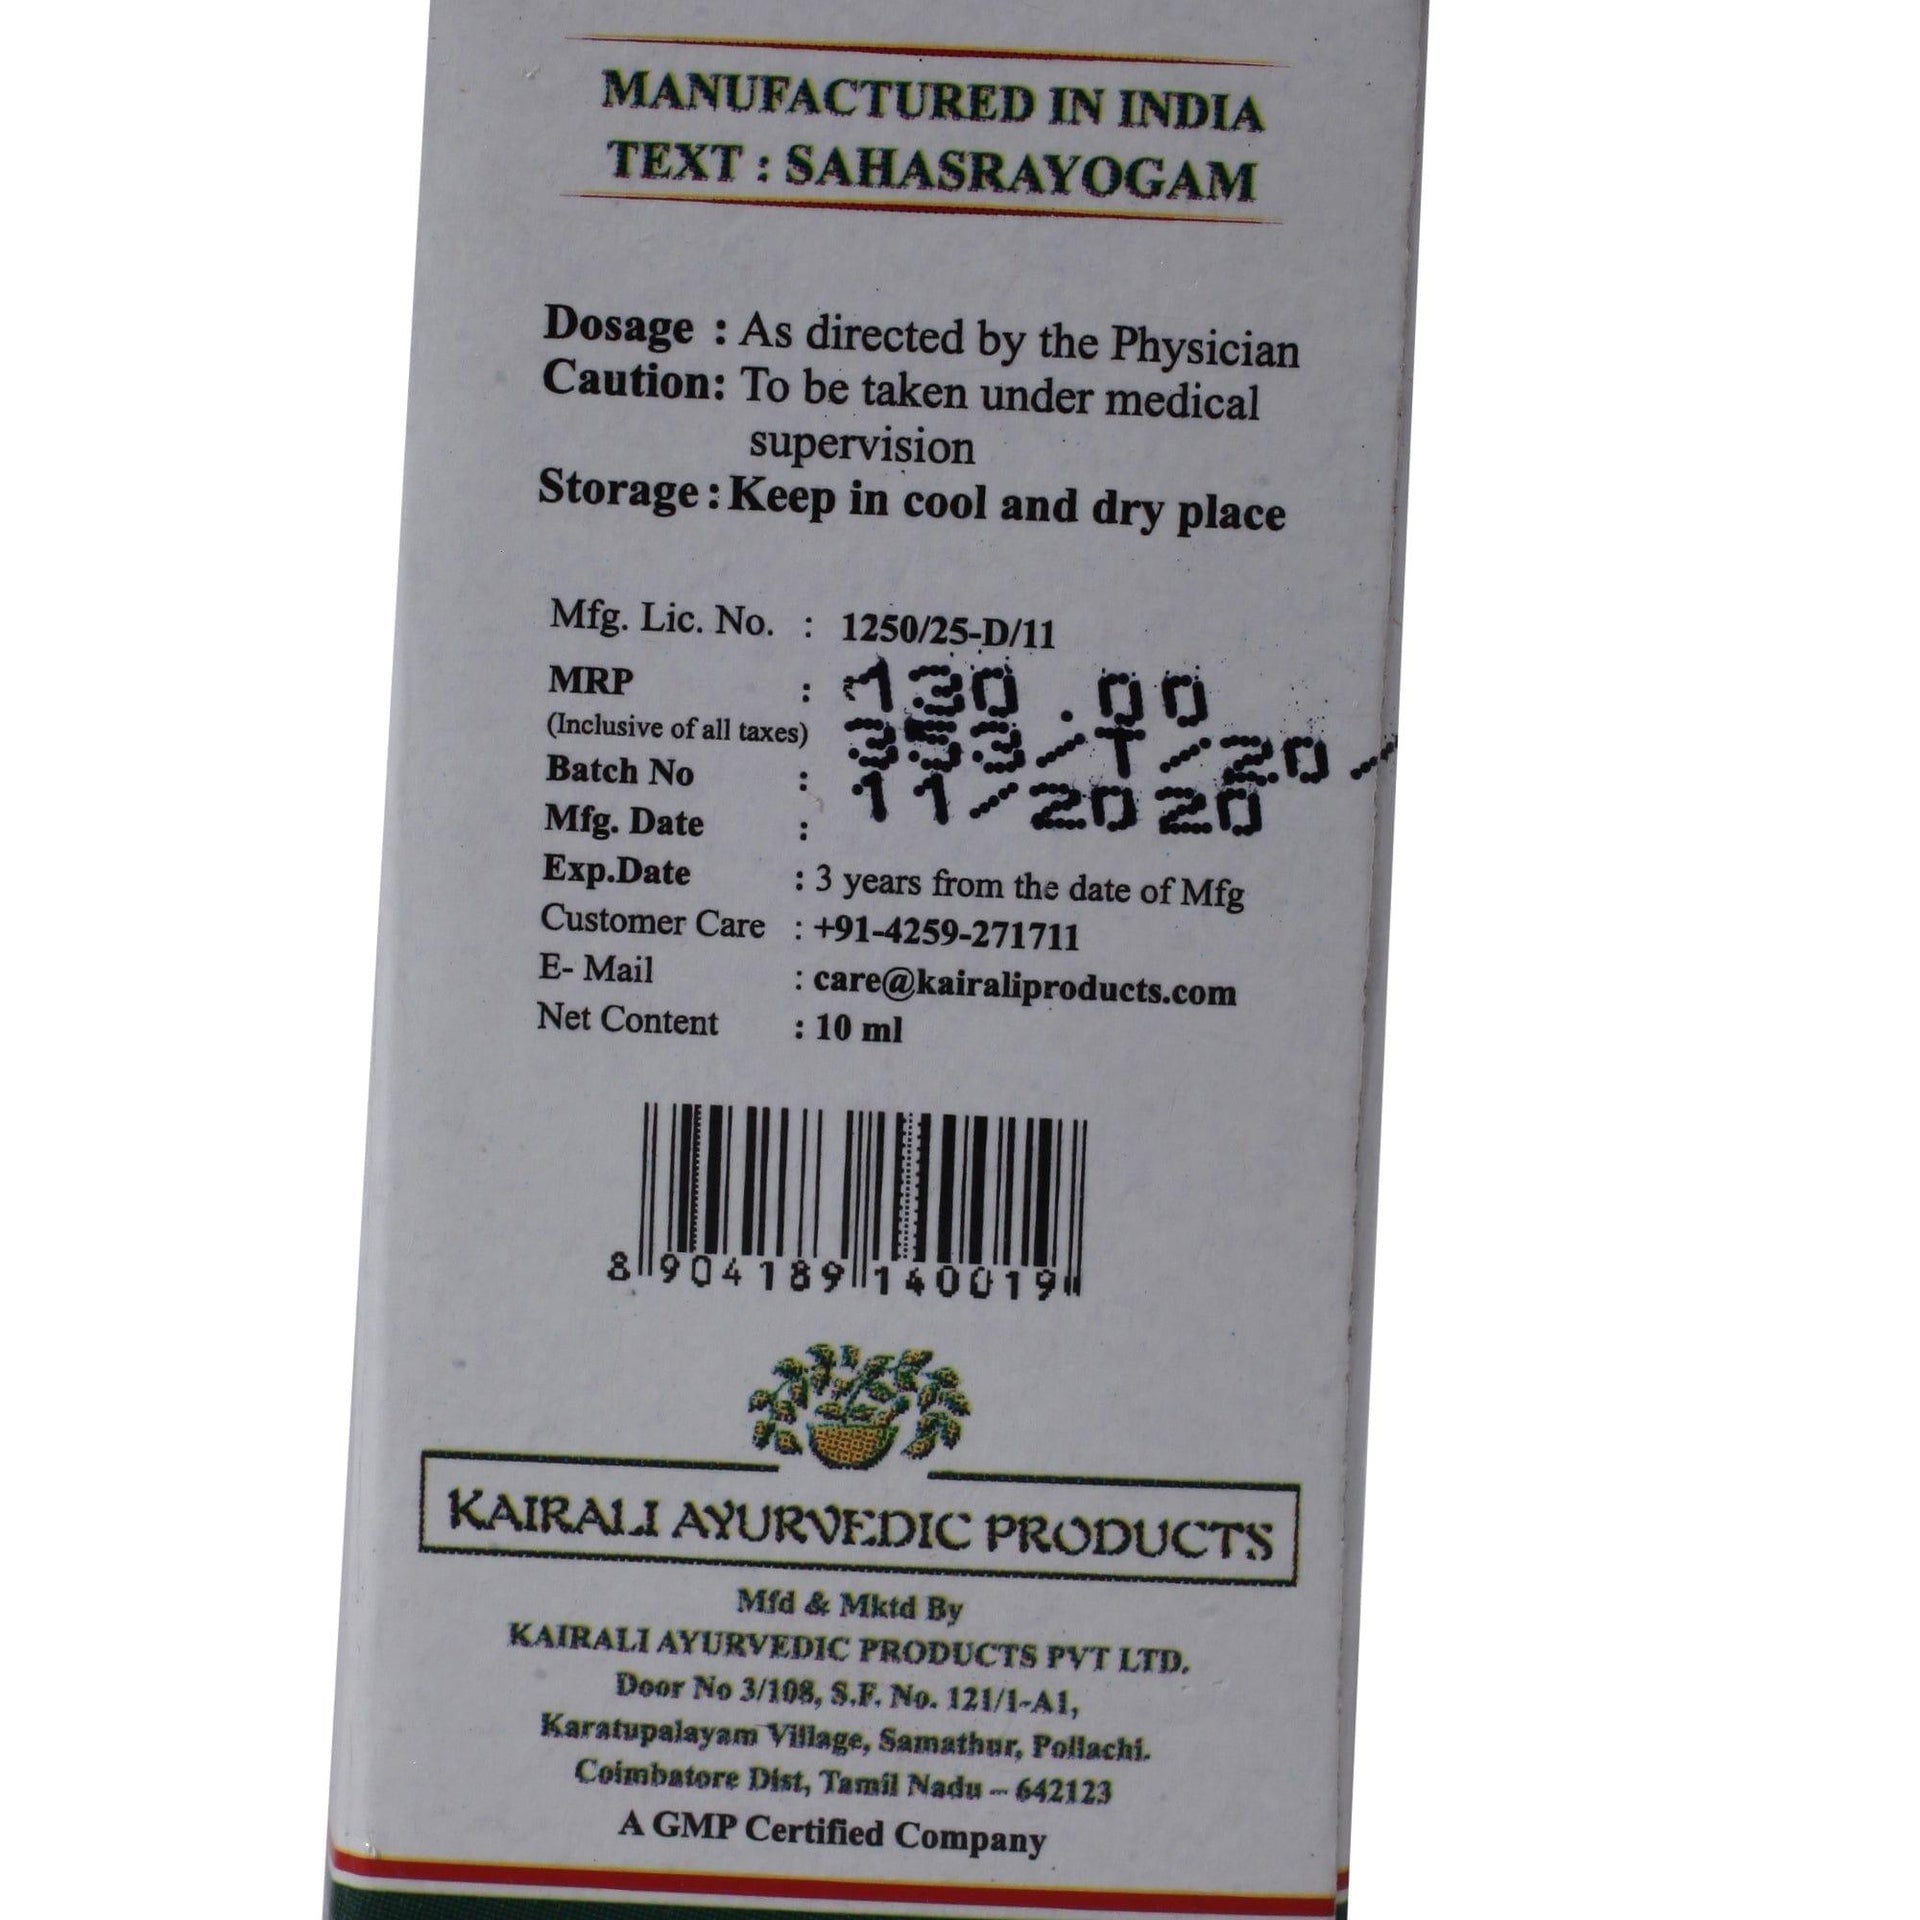 MANUFACTURED IN INDIA
TEXT : SAHASRAYOGAM
Dosage : As directed by the Physician
Caution: To be taken under medical
supervision
Storage : Keep in cool and dry place
Mfg. Lic. No. : 1250/25-D/11
MRP : 130.00
(Inclusive of all taxes)
Batch No : 353/T/20/
Mfg. Date : 11/2020
Exp.Date : 3 years from the date of Mfg
Customer Care : +91-4259-271711
E- Mail : care@kairaliproducts.com
Net Content : 10 ml
8 904189 140019
KAIRALI AYURVEDIC PRODUCTS
Mfd & Mktd By
KAIRALI AYURVEDIC PRODUCTS PVT LTD.
Door No 3/108, S.F. No. 121/1-A1,
Karatupalayam Village, Samathur, Pollachi.
Coimbatore Dist, Tamil Nadu – 642123
A GMP Certified Company